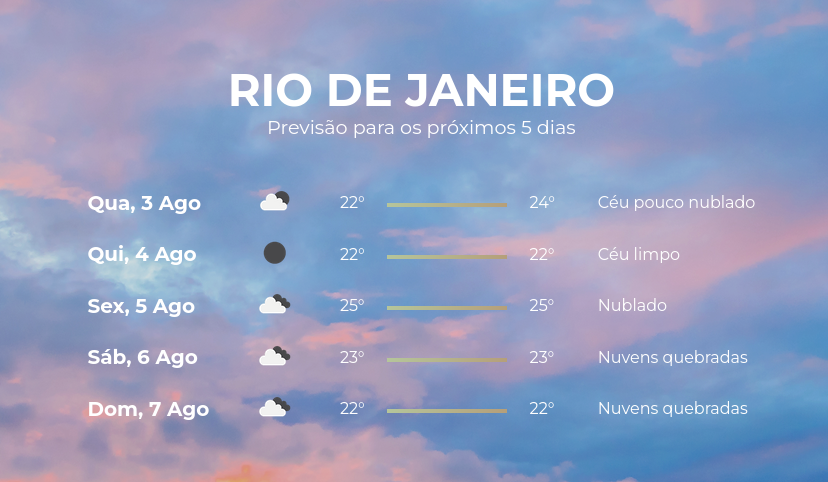 RIO DE JANEIRO
Previsão para os próximos 5 dias
Qua, 3 Ago 22° 24° Céu pouco nublado
Qui, 4 Ago 22° 22° Céu limpo
Sex, 5 Ago 25° 25° Nublado
Sáb, 6 Ago 23° 23° Nuvens quebradas
Dom, 7 Ago 22° 22° Nuvens quebradas